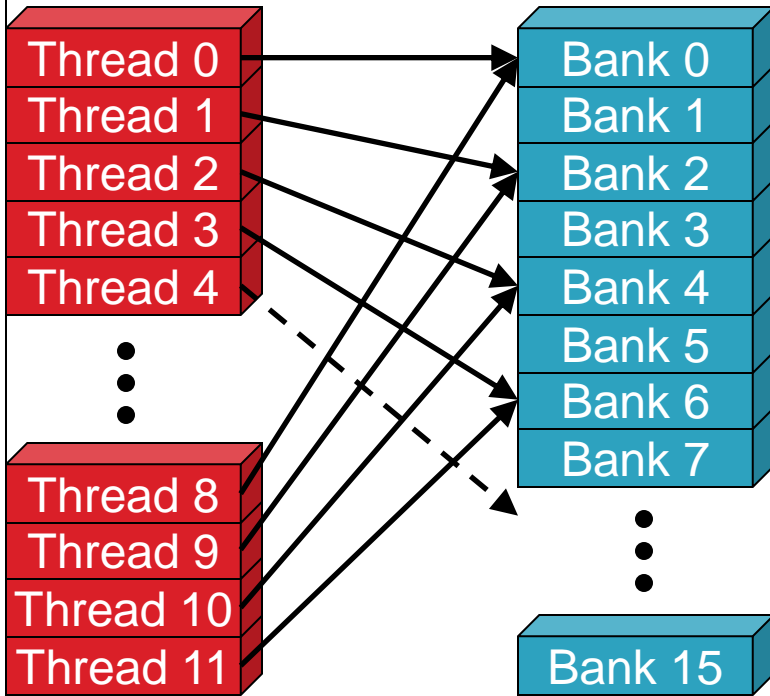 Thread 0
Thread 1
Thread 2
Thread 3
Thread 4
Thread 8
Thread 9
Thread 10
Thread 11
Bank 0
Bank 1
Bank 2
Bank 3
Bank 4
Bank 5
Bank 6
Bank 7
Bank 15